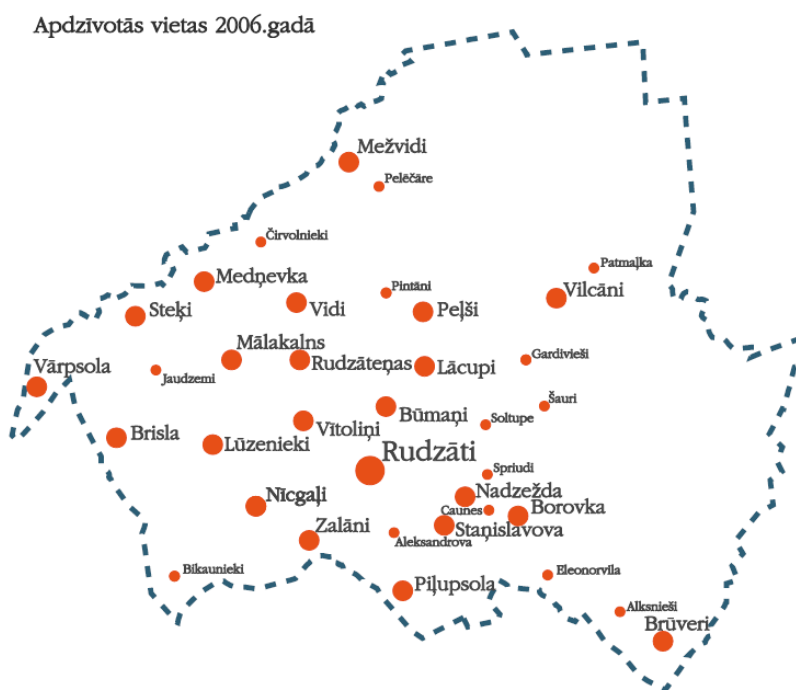 Apdzīvotās vietas 2006.gadā
Mežvidi
Pelēčāre
Čirvolnieki
Patmaļka
Medņevka
Pintāni
Vilcāni
Vidi
Peļši
Steķi
Mālakalns
Gardivieši
Vārpsola
Jaudzemi
Rudzāteņas
Lācupi
Šauri
Būmaņi
Soltupe
Vītoliņi
Brisla
Lūzenieki
Rudzāti
Spriudi
Nīcgaļi
Nadzežda
Caunes
Borovka
Zalāni
Staņislavova
Aleksandrova
Bikaunieki
Eleonorvila
Piļupsola
Alksnieši
Brūveri